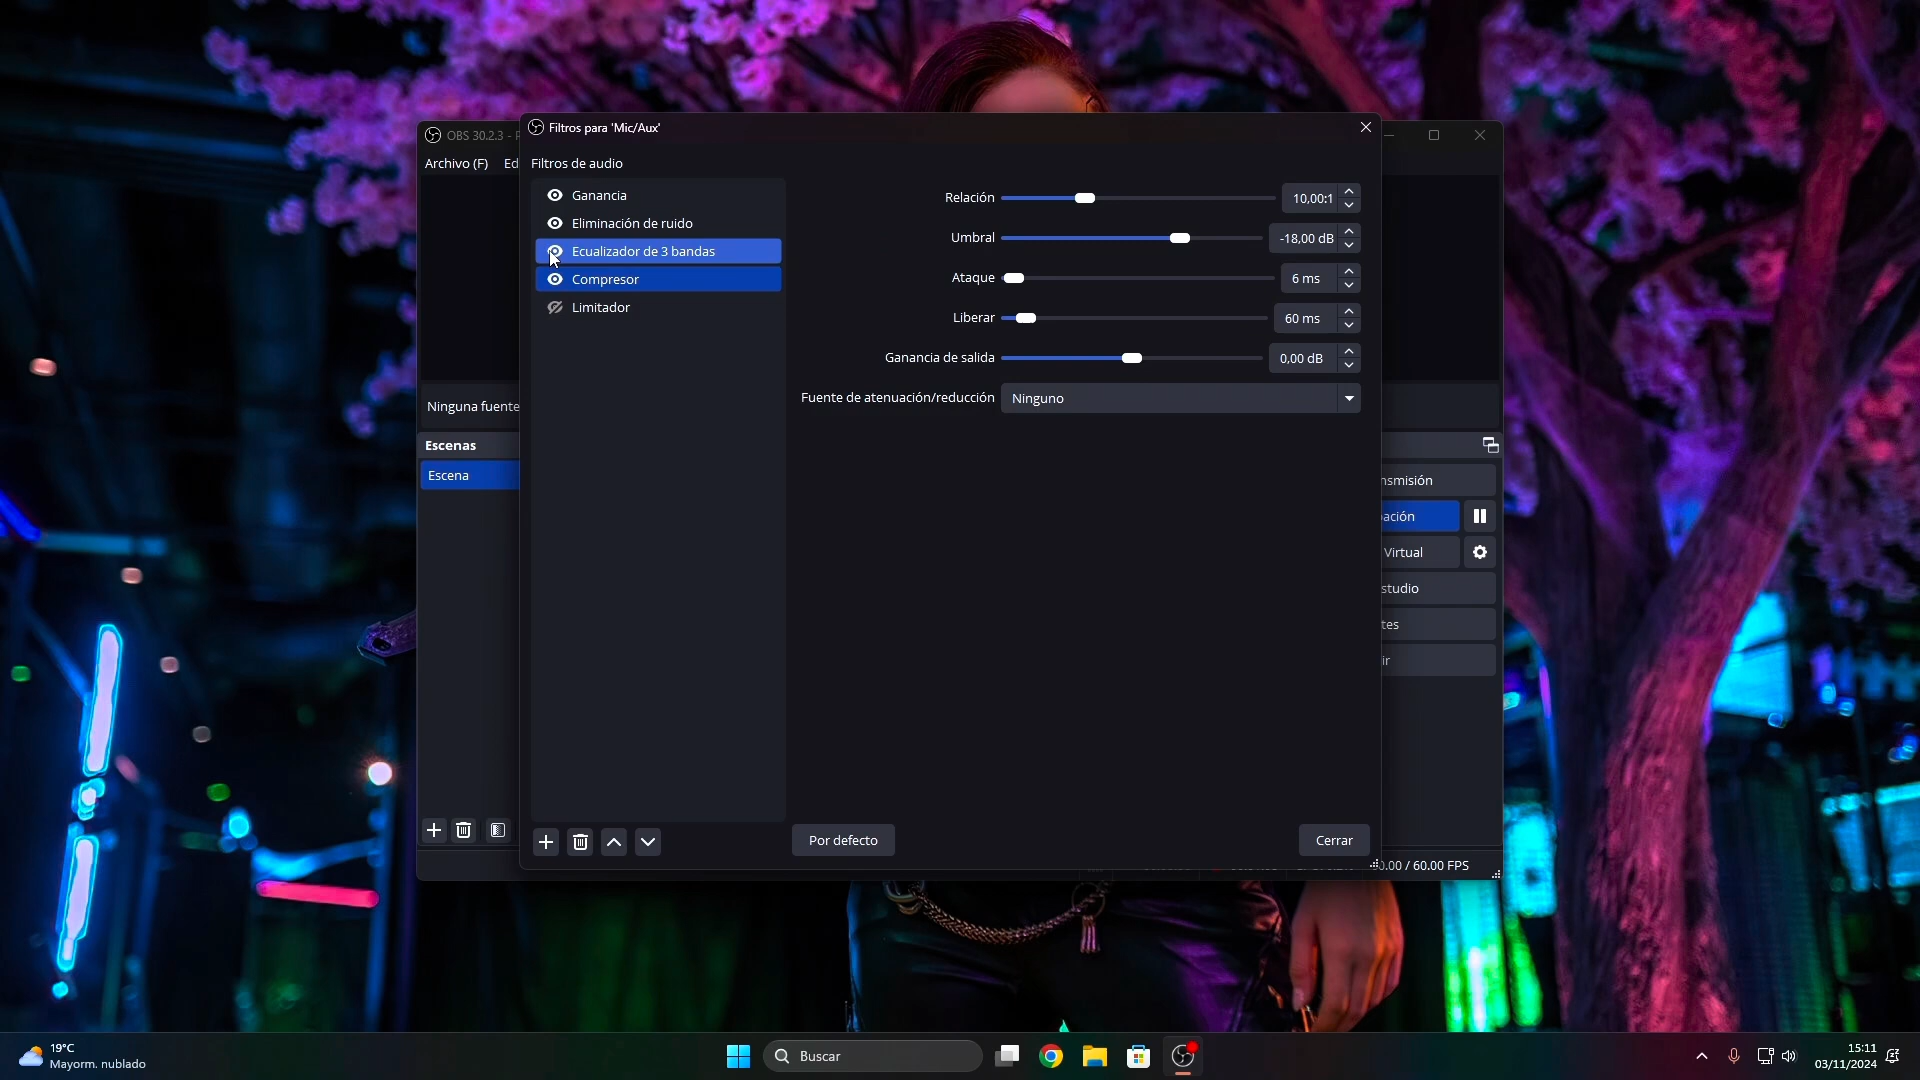 OBS 30.2.3 - P
Filtros para 'Mic/Aux'
Archivo (F) Ed
Filtros de audio
Ganancia
Eliminación de ruido
Ecualizador de 3 bandas
Compresor
Limitador
Relación 10,00:1
Umbral -18,00 dB
Ataque 6 ms
Liberar 60 ms
Ganancia de salida 0,00 dB
Fuente de atenuación/reducción Ninguno
Ninguna fuente
Escenas
Escena
nsmisión
ación
Virtual
studio
tes
ir
Por defecto
Cerrar
0.00 / 60.00 FPS
19°C
Mayorm. nublado
Buscar
15:11
03/11/2024